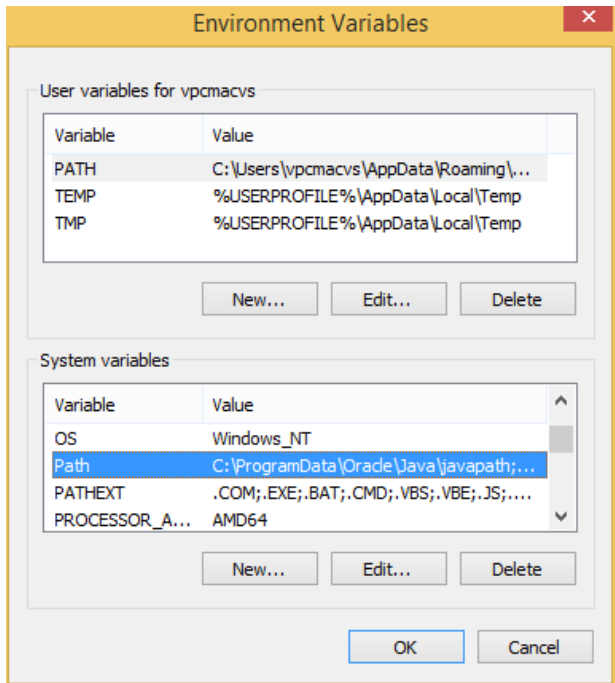 Environment Variables
User variables for vpcmacvs
Variable Value
PATH C:\Users\vpcmacvs\AppData\Roaming\...
TEMP %USERPROFILE%\AppData\Local\Temp
TMP %USERPROFILE%\AppData\Local\Temp
New... Edit... Delete
System variables
Variable Value
OS Windows_NT
Path C:\ProgramData\Oracle\Java\javapath;...
PATHEXT .COM;.EXE;.BAT;.CMD;.VBS;.VBE;.JS;....
PROCESSOR_A... AMD64
New... Edit... Delete
OK Cancel